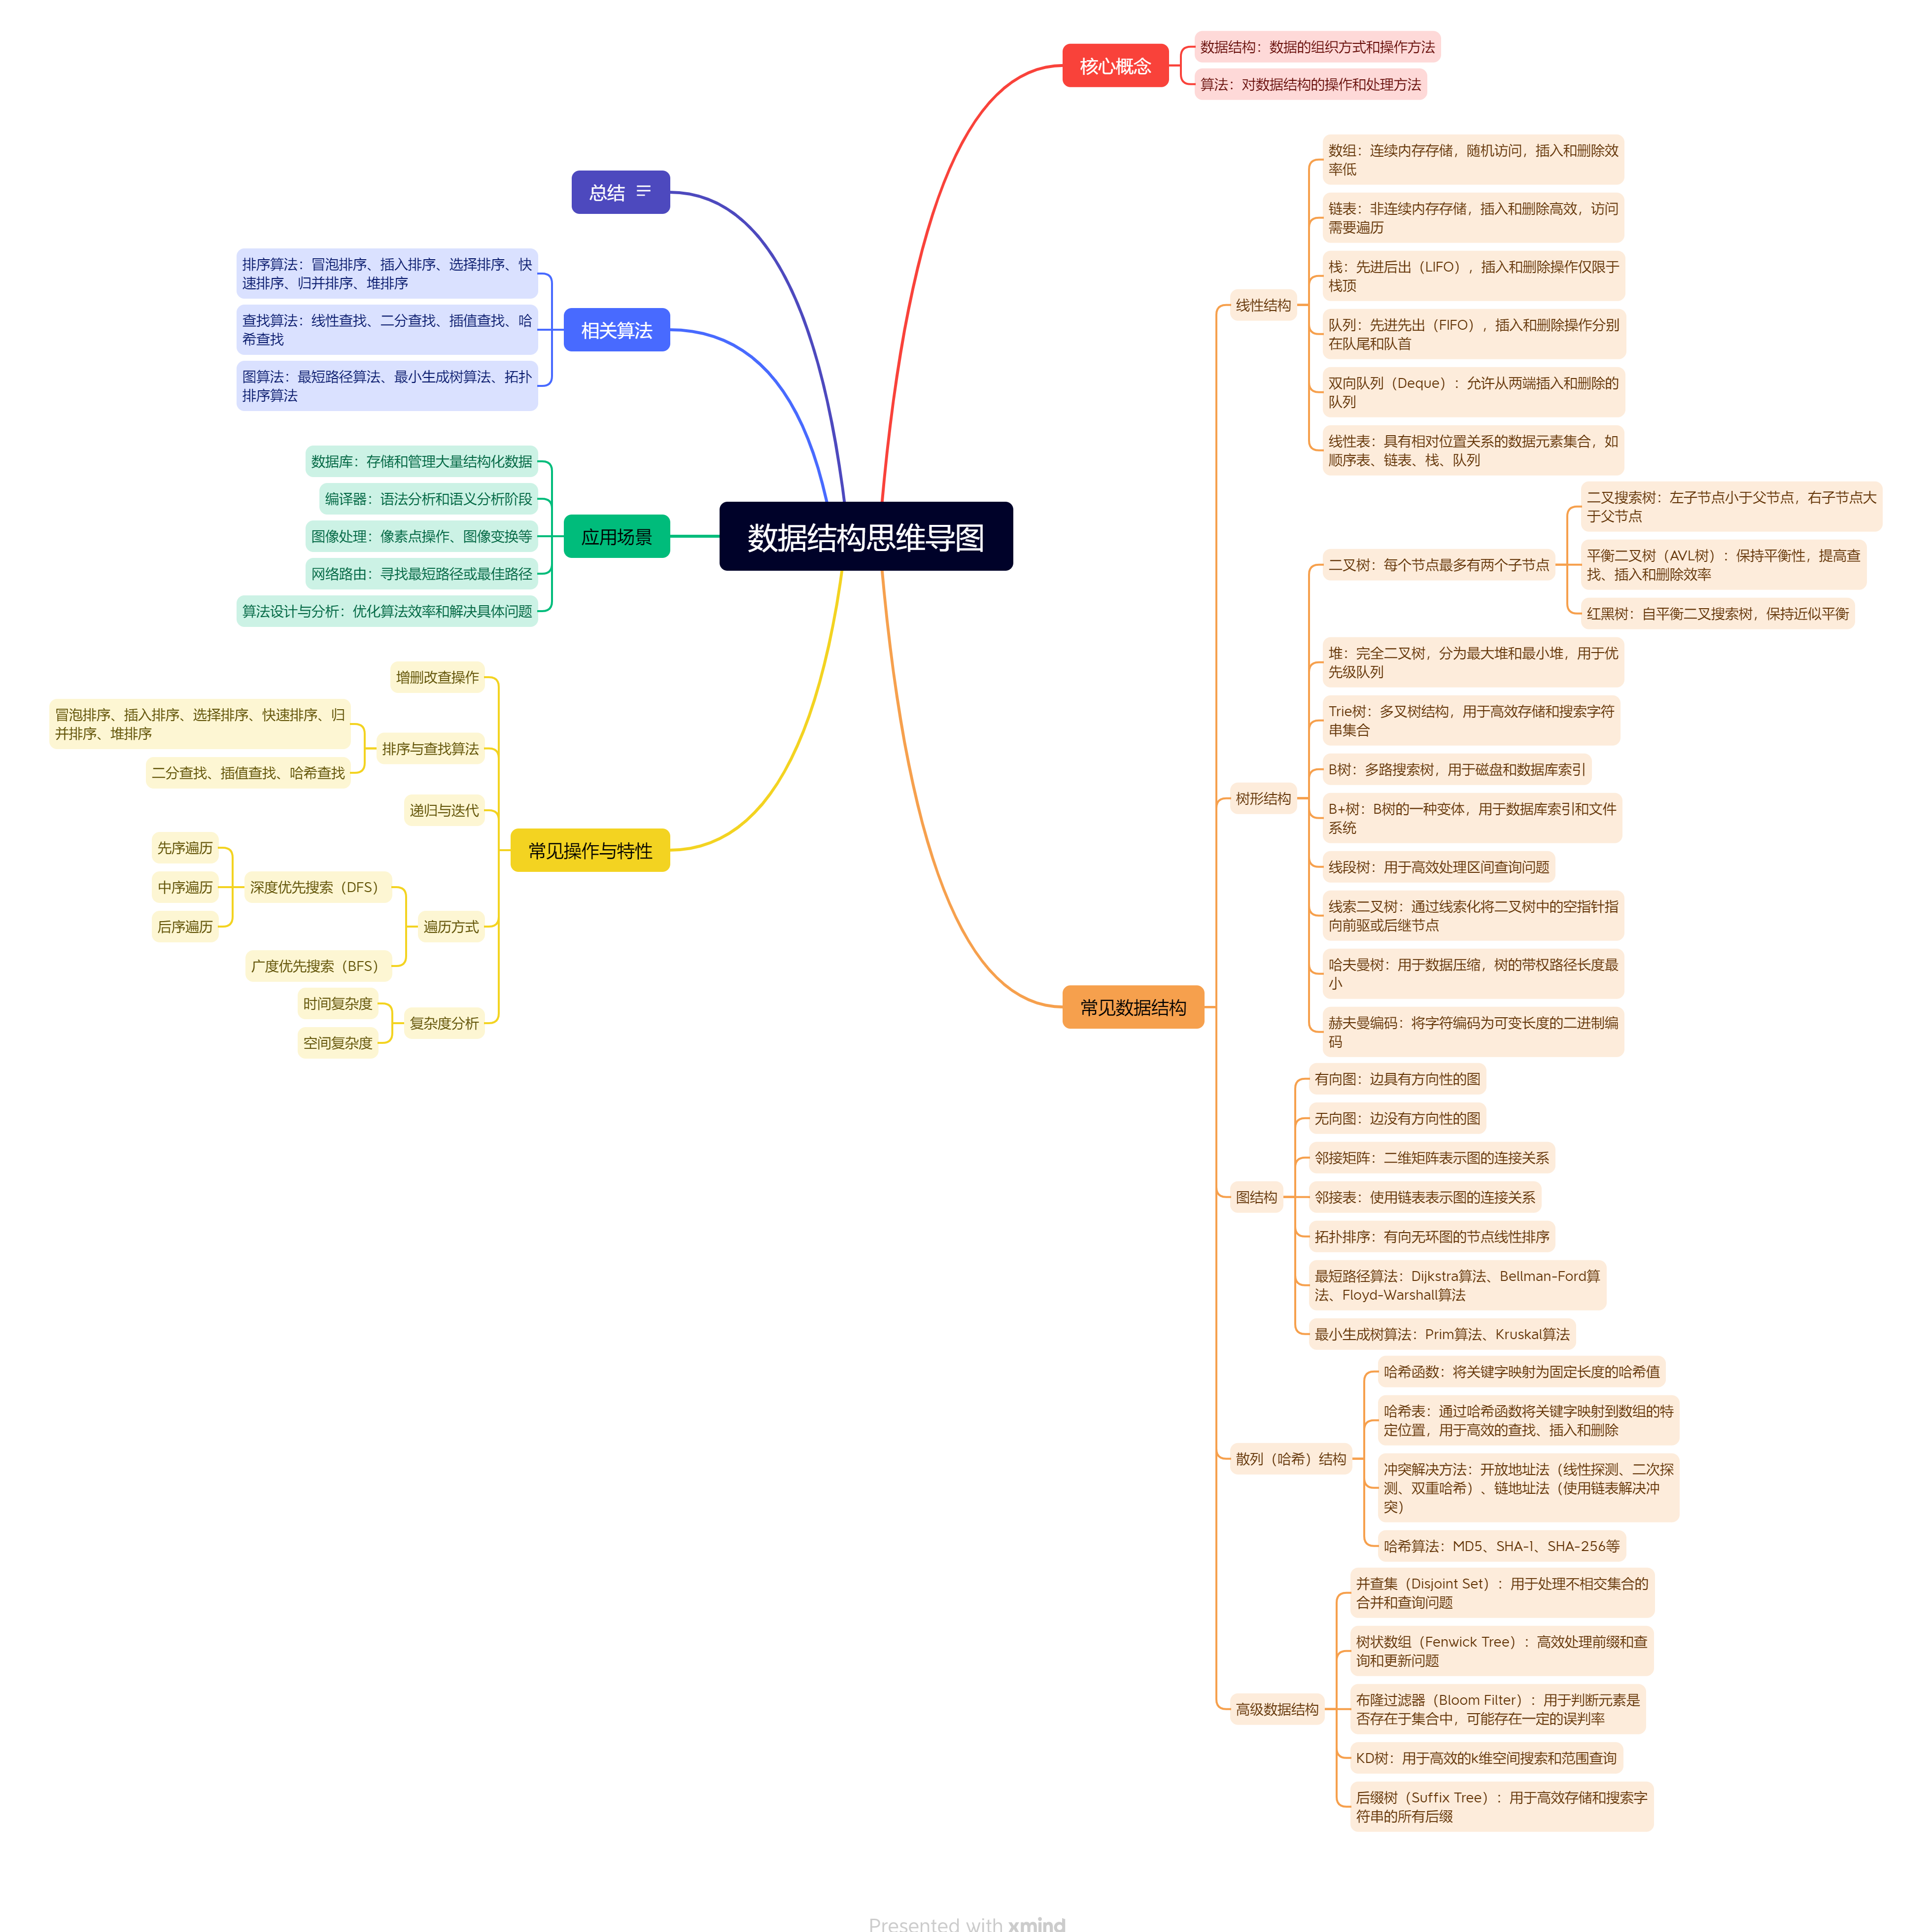 数据结构思维导图
核心概念
数据结构：数据的组织方式和操作方法
算法：对数据结构的操作和处理方法
常见数据结构
线性结构
数组：连续内存存储，随机访问，插入和删除效
率低
链表：非连续内存存储，插入和删除高效，访问
需要遍历
栈：先进后出（LIFO），插入和删除操作仅限于
栈顶
队列：先进先出（FIFO），插入和删除操作分别
在队尾和队首
双向队列（Deque）：允许从两端插入和删除的
队列
线性表：具有相对位置关系的数据元素集合，如
顺序表、链表、栈、队列
树形结构
二叉树：每个节点最多有两个子节点
二叉搜索树：左子节点小于父节点，右子节点大
于父节点
平衡二叉树（AVL树）：保持平衡性，提高查
找、插入和删除效率
红黑树：自平衡二叉搜索树，保持近似平衡
堆：完全二叉树，分为最大堆和最小堆，用于优
先级队列
Trie树：多叉树结构，用于高效存储和搜索字符
串集合
B树：多路搜索树，用于磁盘和数据库索引
B+树：B树的一种变体，用于数据库索引和文件
系统
线段树：用于高效处理区间查询问题
线索二叉树：通过线索化将二叉树中的空指针指
向前驱或后继节点
哈夫曼树：用于数据压缩，树的带权路径长度最
小
赫夫曼编码：将字符编码为可变长度的二进制编
码
图结构
有向图：边具有方向性的图
无向图：边没有方向性的图
邻接矩阵：二维矩阵表示图的连接关系
邻接表：使用链表表示图的连接关系
拓扑排序：有向无环图的节点线性排序
最短路径算法：Dijkstra算法、Bellman-Ford算
法、Floyd-Warshall算法
最小生成树算法：Prim算法、Kruskal算法
散列（哈希）结构
哈希函数：将关键字映射为固定长度的哈希值
哈希表：通过哈希函数将关键字映射到数组的特
定位置，用于高效的查找、插入和删除
冲突解决方法：开放地址法（线性探测、二次探
测、双重哈希）、链地址法（使用链表解决冲
突）
哈希算法：MD5、SHA-1、SHA-256等
高级数据结构
并查集（Disjoint Set）：用于处理不相交集合的
合并和查询问题
树状数组（Fenwick Tree）：高效处理前缀和查
询和更新问题
布隆过滤器（Bloom Filter）：用于判断元素是
否存在于集合中，可能存在一定的误判率
KD树：用于高效的k维空间搜索和范围查询
后缀树（Suffix Tree）：用于高效存储和搜索字
符串的所有后缀
常见操作与特性
增删改查操作
排序与查找算法
冒泡排序、插入排序、选择排序、快速排序、归
并排序、堆排序
二分查找、插值查找、哈希查找
递归与迭代
遍历方式
深度优先搜索（DFS）
先序遍历
中序遍历
后序遍历
广度优先搜索（BFS）
复杂度分析
时间复杂度
空间复杂度
应用场景
数据库：存储和管理大量结构化数据
编译器：语法分析和语义分析阶段
图像处理：像素点操作、图像变换等
网络路由：寻找最短路径或最佳路径
算法设计与分析：优化算法效率和解决具体问题
相关算法
排序算法：冒泡排序、插入排序、选择排序、快
速排序、归并排序、堆排序
查找算法：线性查找、二分查找、插值查找、哈
希查找
图算法：最短路径算法、最小生成树算法、拓扑
排序算法
总结
Presented with xmind